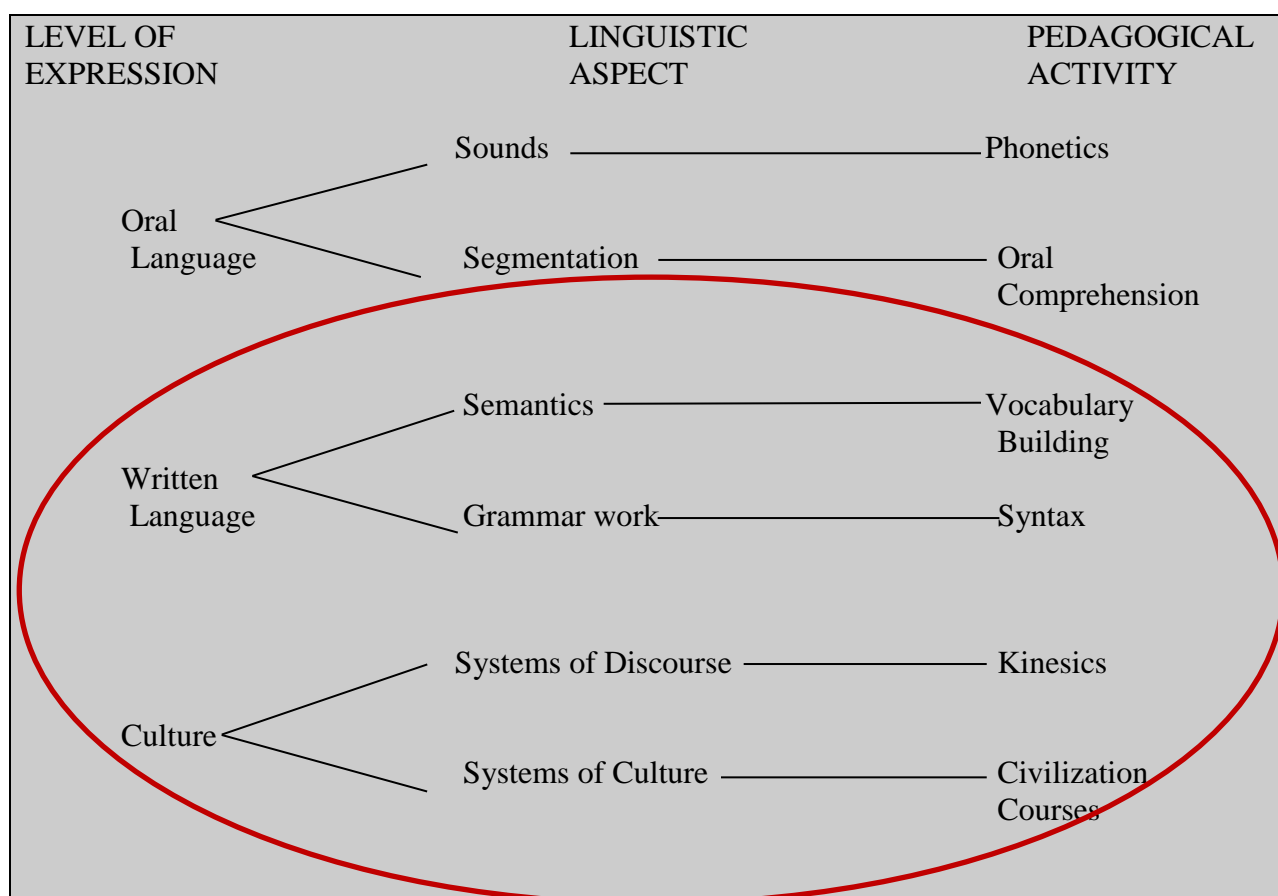 LEVEL OF LINGUISTIC PEDAGOGICAL
EXPRESSION ASPECT ACTIVITY
Sounds Phonetics
Oral
Language
Segmentation Oral
Comprehension
Semantics Vocabulary
Building
Written
Language
Grammar work Syntax
Systems of Discourse Kinesics
Culture
Systems of Culture Civilization
Courses